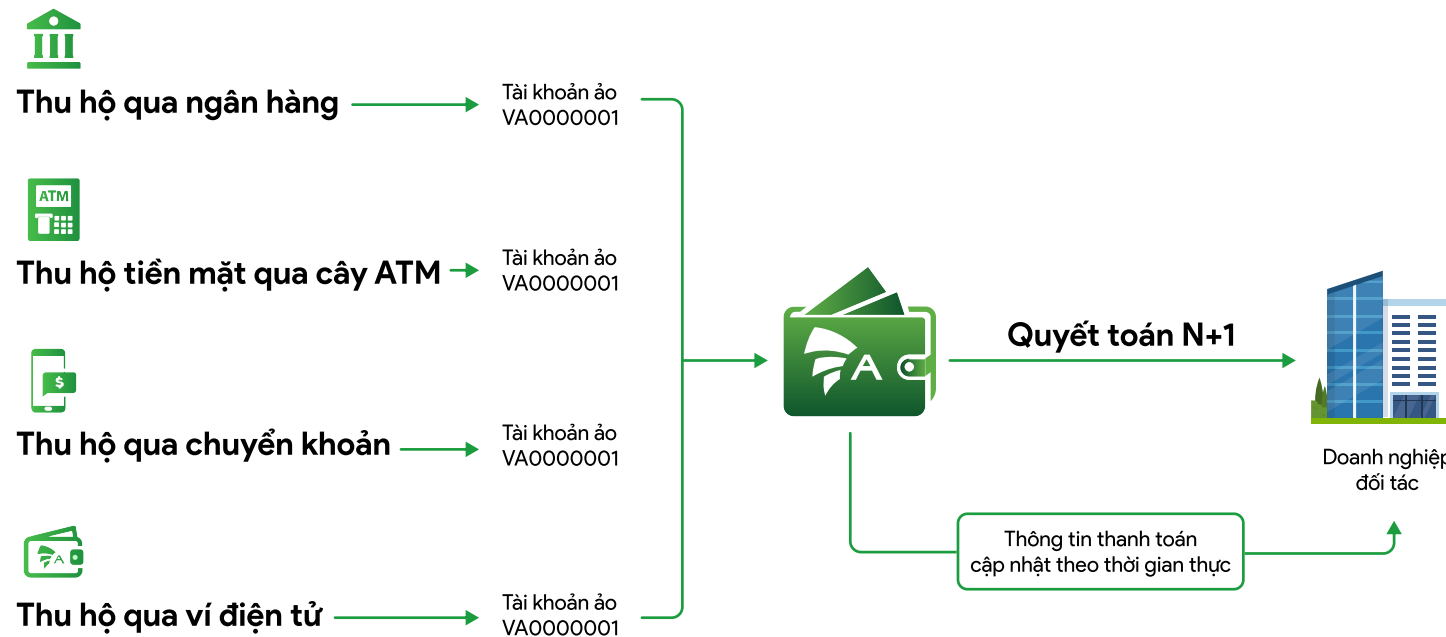 Thu hộ qua ngân hàng
Tài khoản ảo
VA0000001
ATM
Thu hộ tiền mặt qua cây ATM
Tài khoản ảo
VA0000001
$
Thu hộ qua chuyển khoản
Tài khoản ảo
VA0000001
A
Thu hộ qua ví điện tử
Tài khoản ảo
VA0000001
A
Quyết toán N+1
Doanh nghiệp
đối tác
Thông tin thanh toán
cập nhật theo thời gian thực